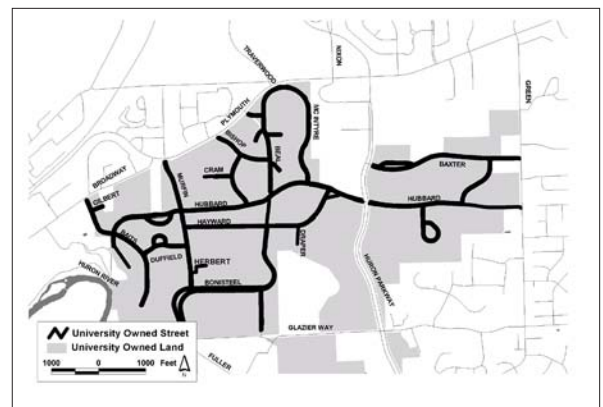 TRAVERWOOD
NIXON
GREEN
PLYMOUTH
MC INTYRE
BISHOP
BEAL
BROADWAY
MURFIN
CRAM
BAXTER
GILBERT
HUBBARD
HUBBARD
HAYWARD
BAITS
DRAPER
DUFFIELD
HERBERT
HURON RIVER
BONISTEEL
HURON PARKWAY
GLAZIER WAY
FULLER
University Owned Street
University Owned Land
1000 0 1000 Feet
N